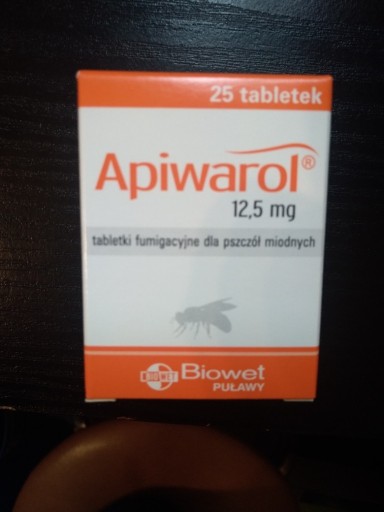 25 tabletek
Apiwarol®
12,5 mg
tabletki fumigacyjne dla pszczół miodnych
BIOWET
Biowet
PUŁAWY